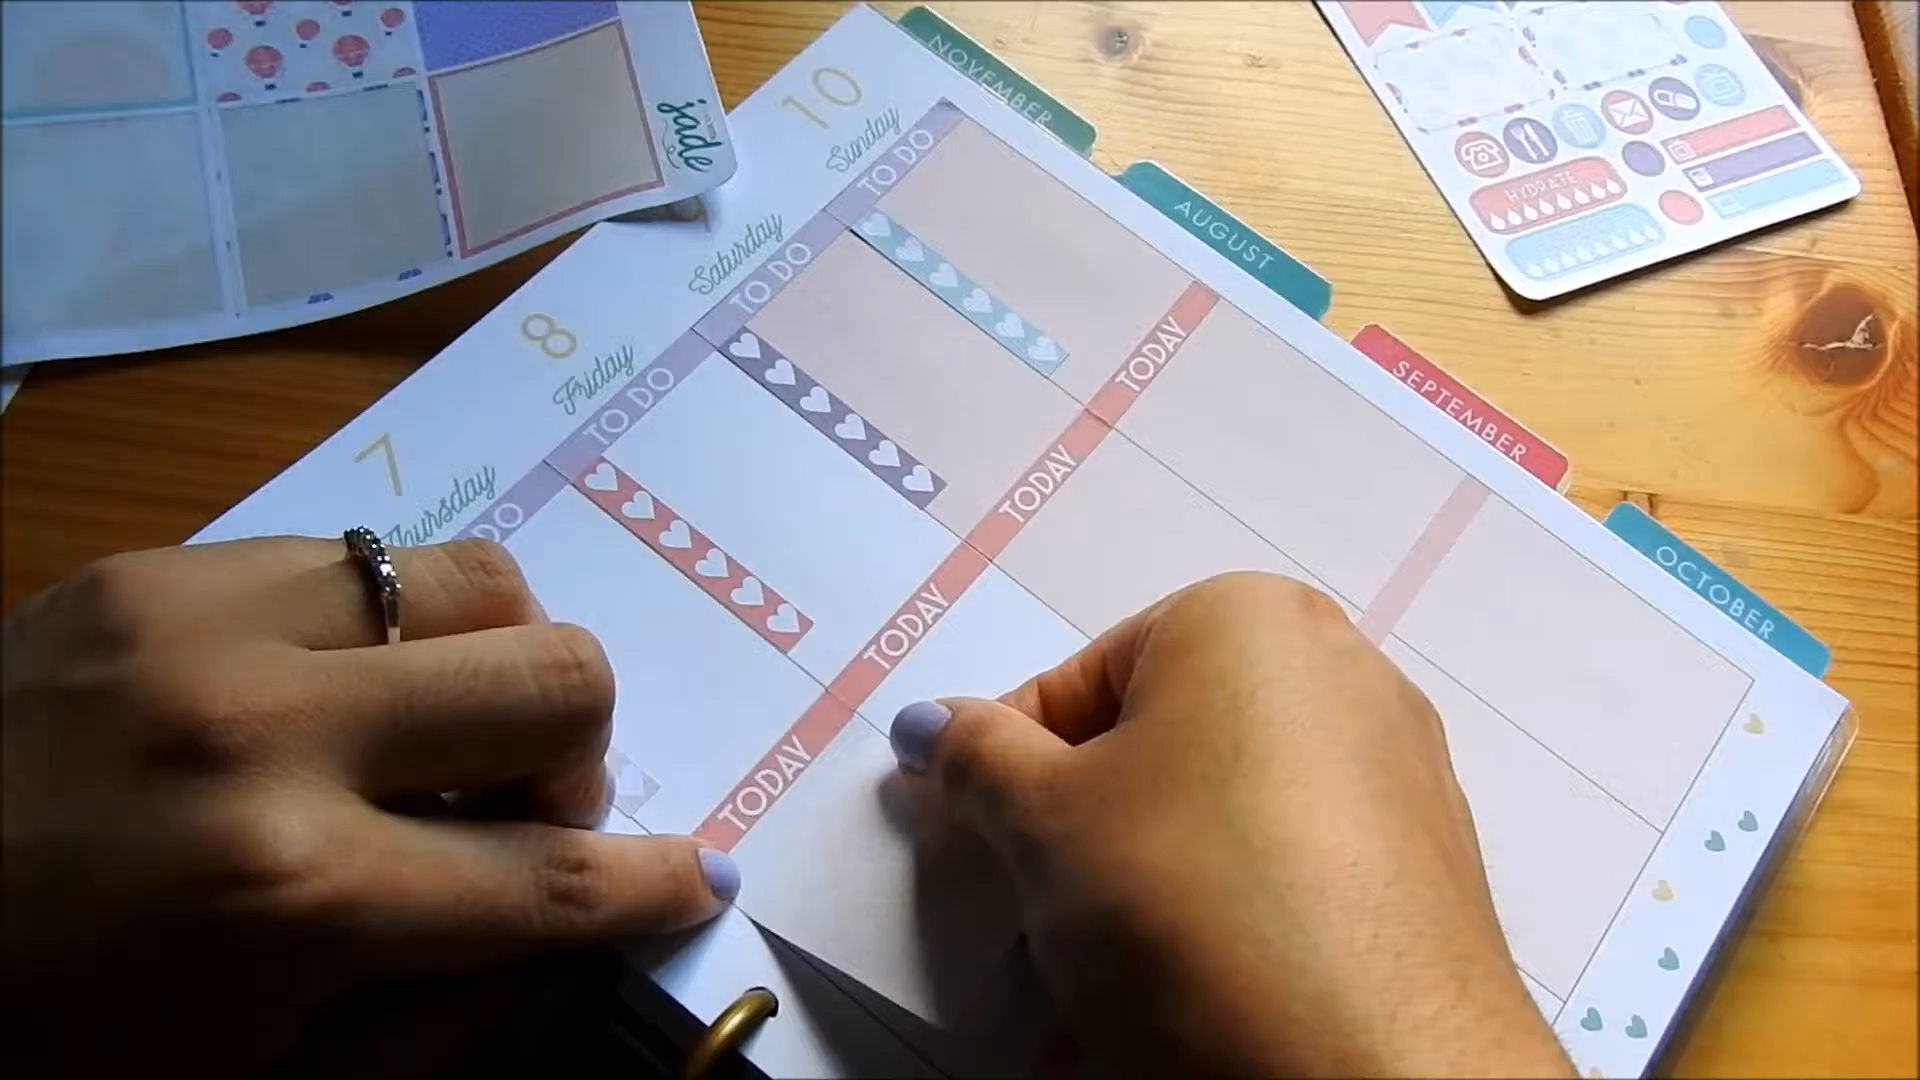 jade
NOVEMBER
AUGUST
SEPTEMBER
OCTOBER
10
Sunday
TO DO
Saturday
TO DO
8
Friday
TO DO
7
Thursday
DO
TODAY
TODAY
TODAY
TODAY
HYDRATE